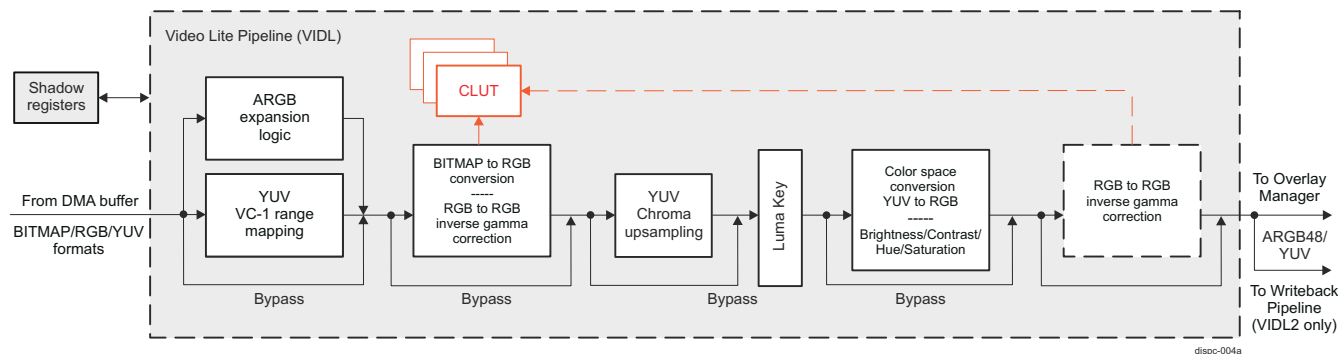 Video Lite Pipeline (VIDL)
Shadow
registers
ARGB
expansion
logic
CLUT
From DMA buffer
BITMAP/RGB/YUV
formats
YUV
VC-1 range
mapping
Bypass
BITMAP to RGB
conversion
-----
RGB to RGB
inverse gamma
correction
YUV
Chroma
upsampling
Bypass
Luma Key
Color space
conversion
YUV to RGB
-----
Brightness/Contrast/
Hue/Saturation
Bypass
RGB to RGB
inverse gamma
correction
To Overlay
Manager
ARGB48/
YUV
To Writeback
Pipeline
(VIDL2 only)
Bypass
dispc-004a